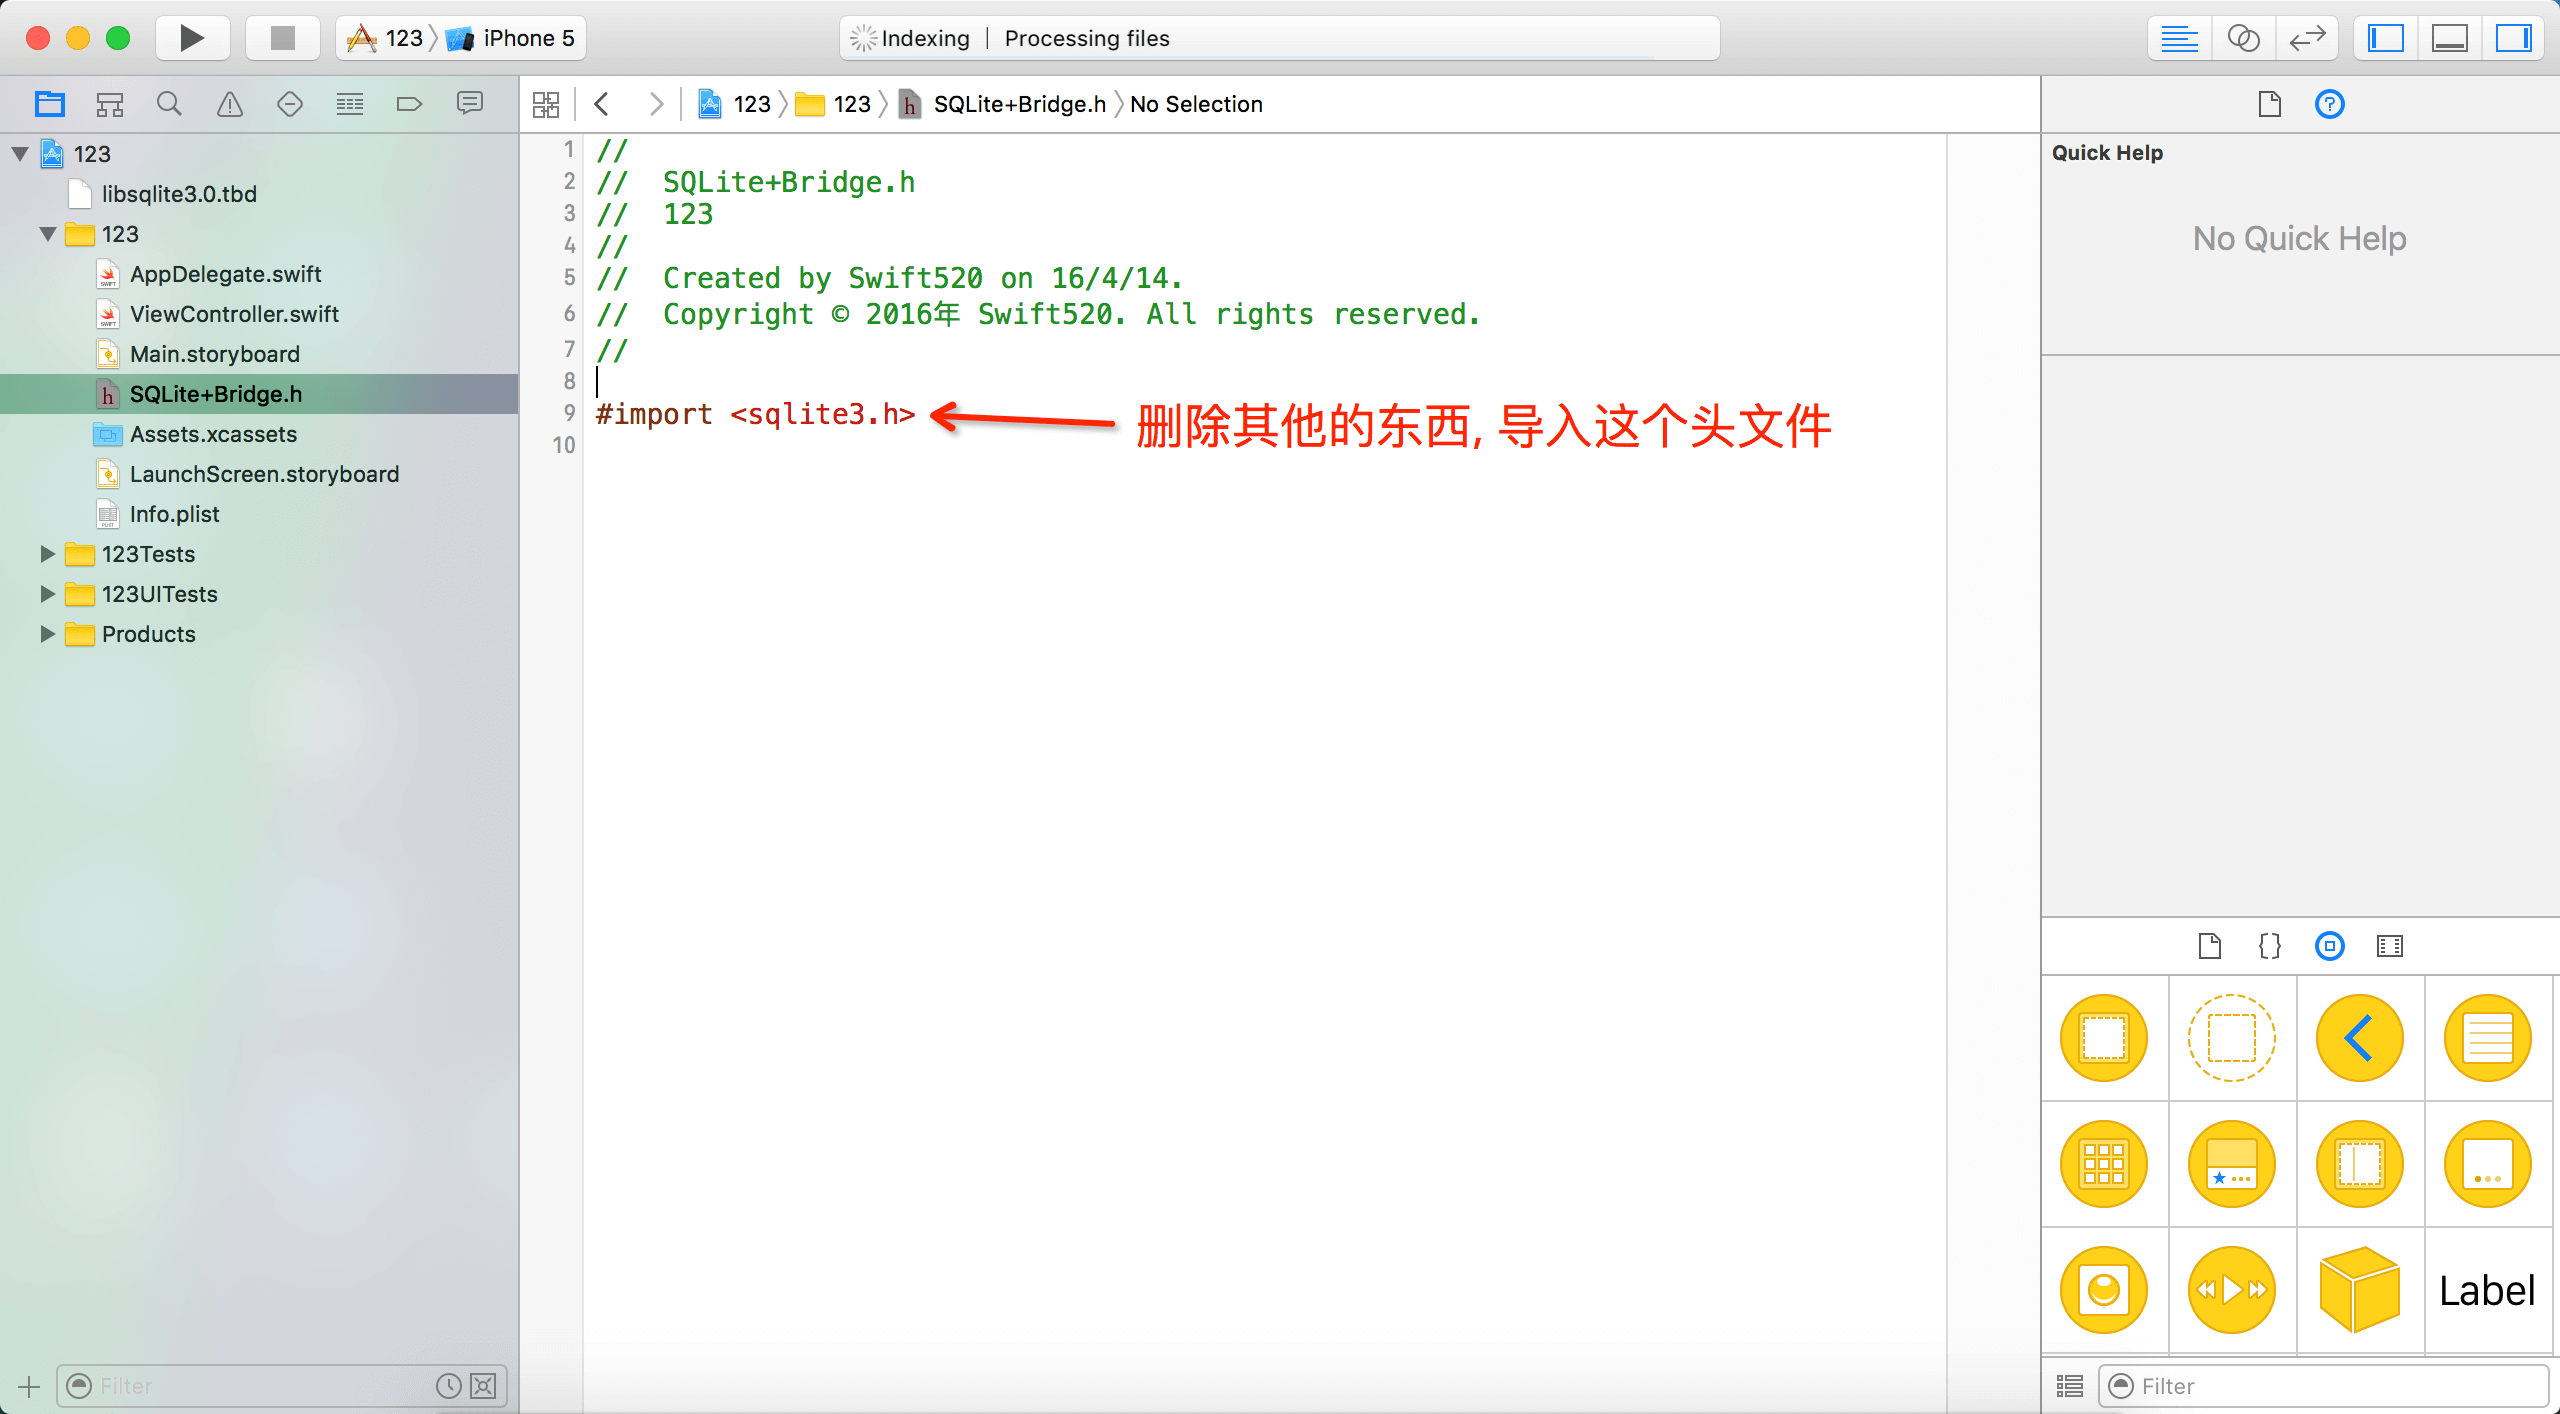 123 iPhone 5
Indexing | Processing files
123 123 SQLite+Bridge.h No Selection
123
libsqlite3.0.tbd
123
AppDelegate.swift
ViewController.swift
Main.storyboard
SQLite+Bridge.h
Assets.xcassets
LaunchScreen.storyboard
Info.plist
123Tests
123UITests
Products
Filter
1 //
2 //  SQLite+Bridge.h
3 //  123
4 //
5 //  Created by Swift520 on 16/4/14.
6 //  Copyright © 2016年 Swift520. All rights reserved.
7 //
8
9 #import <sqlite3.h>
10
删除其他的东西, 导入这个头文件
Quick Help
No Quick Help
Label
Filter